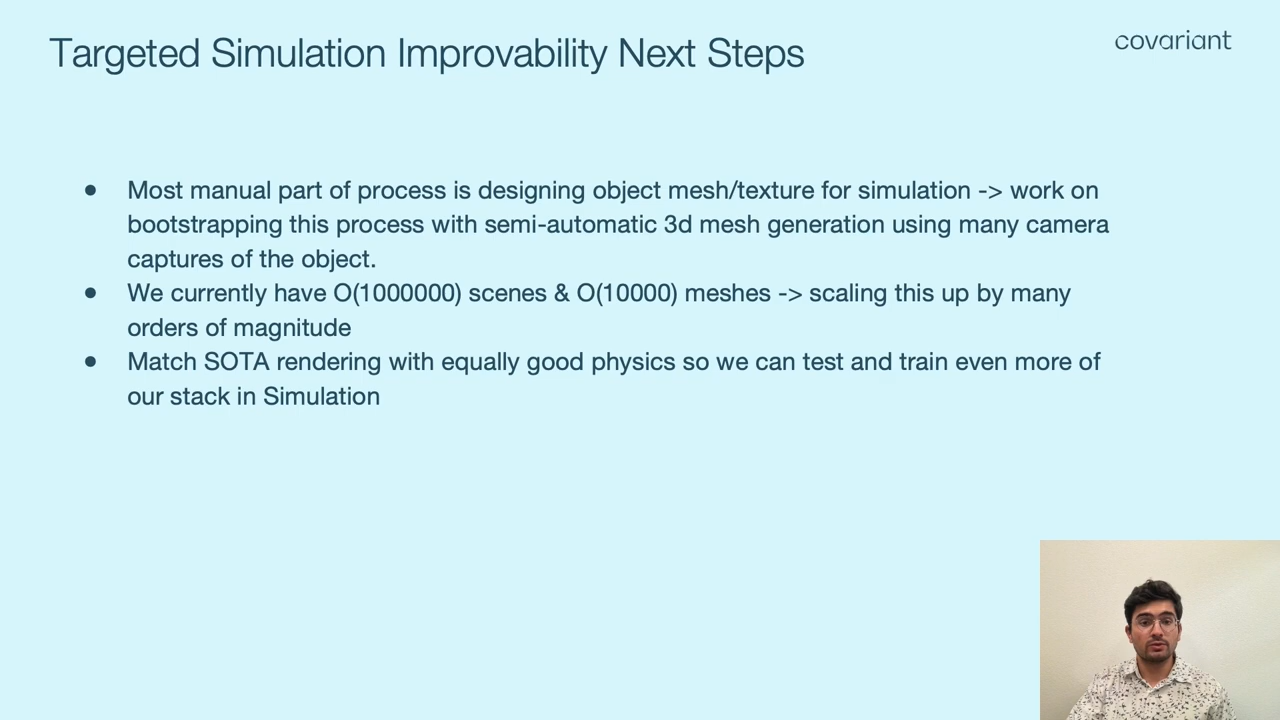 Targeted Simulation Improvability Next Steps
covariant
● Most manual part of process is designing object mesh/texture for simulation -> work on
bootstrapping this process with semi-automatic 3d mesh generation using many camera
captures of the object.
● We currently have O(1000000) scenes & O(10000) meshes -> scaling this up by many
orders of magnitude
● Match SOTA rendering with equally good physics so we can test and train even more of
our stack in Simulation